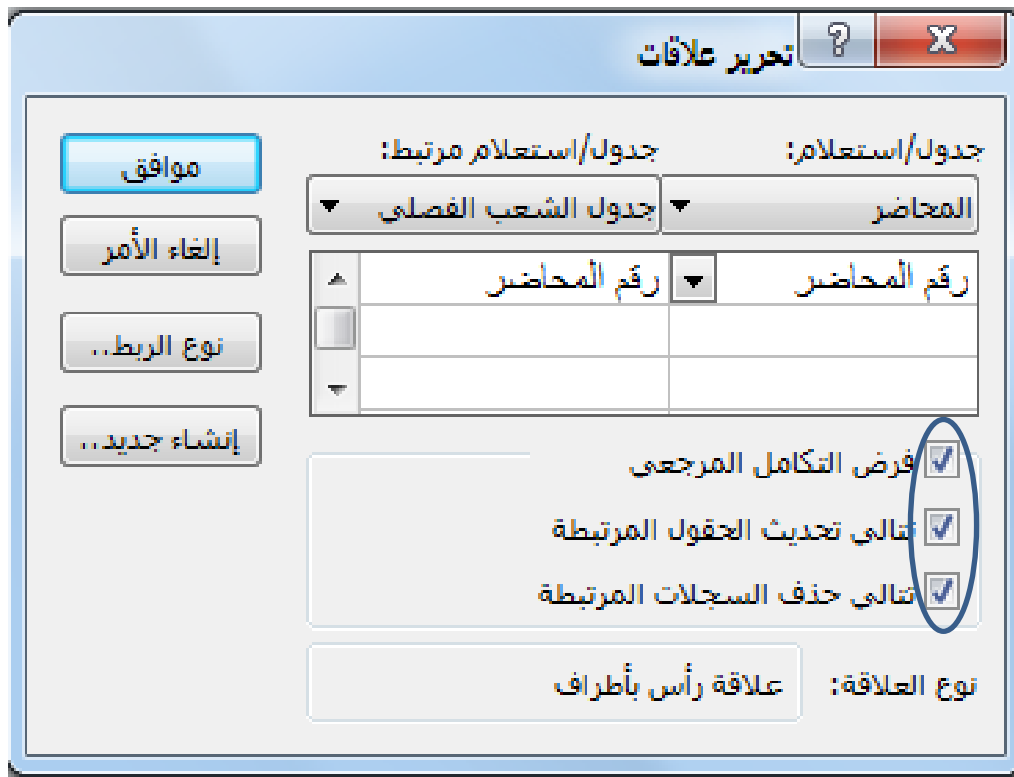 تحرير علاقات
جدول/استعلام:
جدول/استعلام مرتبط:
المحاضر
جدول الشعب الفصلي
رقم المحاضر
رقم المحاضر
فرض التكامل المرجعي
تتالي تحديث الحقول المرتبطة
تتالي حذف السجلات المرتبطة
نوع العلاقة:
علاقة رأس بأطراف
موافق
إلغاء الأمر
نوع الربط..
إنشاء جديد..